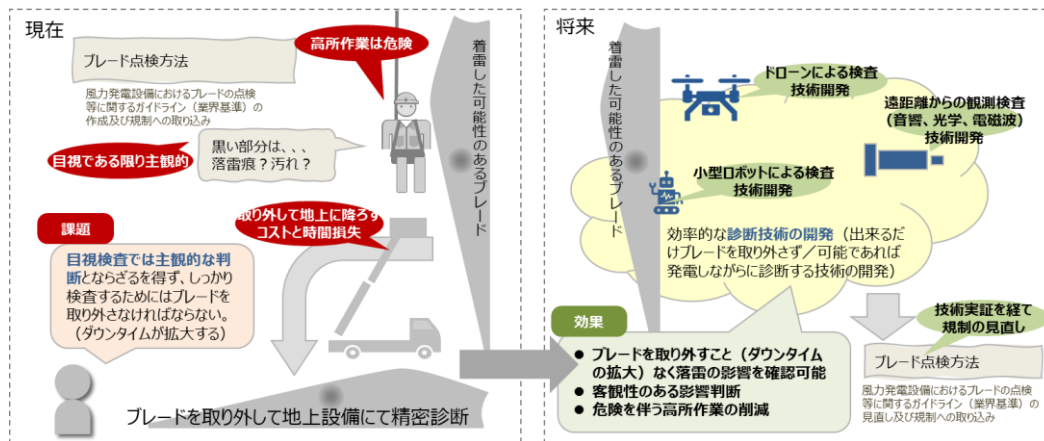 現在
高所作業は危険
ブレード点検方法
風力発電設備におけるブレードの点検
等に関するガイドライン（業界基準）の
作成及び規制への取り込み
目視である限り主観的
黒い部分は、、、
落雷痕？汚れ？
着雷した可能性のあるブレード
取り外して地上に降ろす
コストと時間損失
課題
目視検査では主観的な判
断とならざるを得ず、しっかり
検査するためにはブレードを
取り外さなければならない。
（ダウンタイムが拡大する）
ブレードを取り外して地上設備にて精密診断
将来
着雷した可能性のあるブレード
ドローンによる検査
技術開発
遠距離からの観測検査
（音響、光学、電磁波）
技術開発
小型ロボットによる検査
技術開発
効率的な診断技術の開発（出来るだ
けブレードを取り外さず／可能であれば
発電しながらに診断する技術の開発）
効果
● ブレードを取り外すこと（ダウンタイム
の拡大）なく落雷の影響を確認可能
● 客観性のある影響判断
● 危険を伴う高所作業の削減
技術実証を経て
規制の見直し
ブレード点検方法
風力発電設備におけるブレードの点検
等に関するガイドライン（業界基準）の
見直し及び規制への取り込み